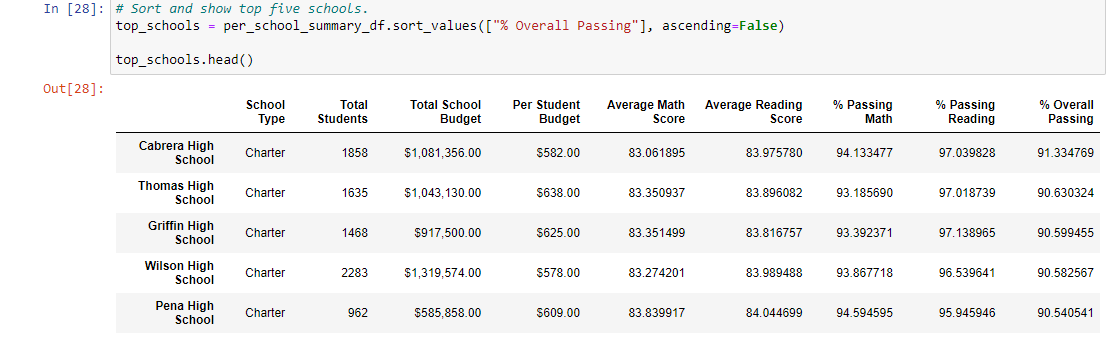 In [28]: # Sort and show top five schools.
top_schools = per_school_summary_df.sort_values(["% Overall Passing"], ascending=False)
top_schools.head()
Out[28]:
School Type Total Students Total School Budget Per Student Budget Average Math Score Average Reading Score % Passing Math % Passing Reading % Overall Passing
Cabrera High School Charter 1858 $1,081,356.00 $582.00 83.061895 83.975780 94.133477 97.039828 91.334769
Thomas High School Charter 1635 $1,043,130.00 $638.00 83.350937 83.896082 93.185690 97.018739 90.630324
Griffin High School Charter 1468 $917,500.00 $625.00 83.351499 83.816757 93.392371 97.138965 90.599455
Wilson High School Charter 2283 $1,319,574.00 $578.00 83.274201 83.989488 93.867718 96.539641 90.582567
Pena High School Charter 962 $585,858.00 $609.00 83.839917 84.044699 94.594595 95.945946 90.540541